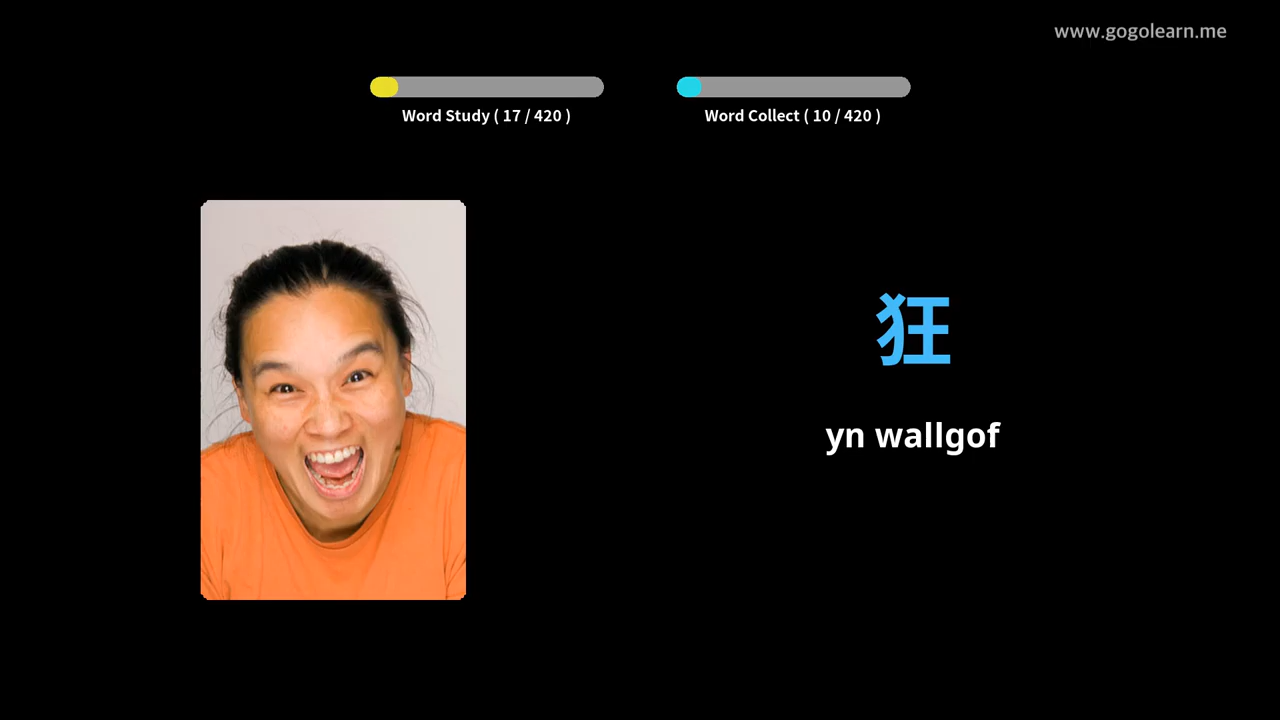 www.gogolearn.me
Word Study ( 17 / 420 )
Word Collect ( 10 / 420 )
狂
yn wallgof